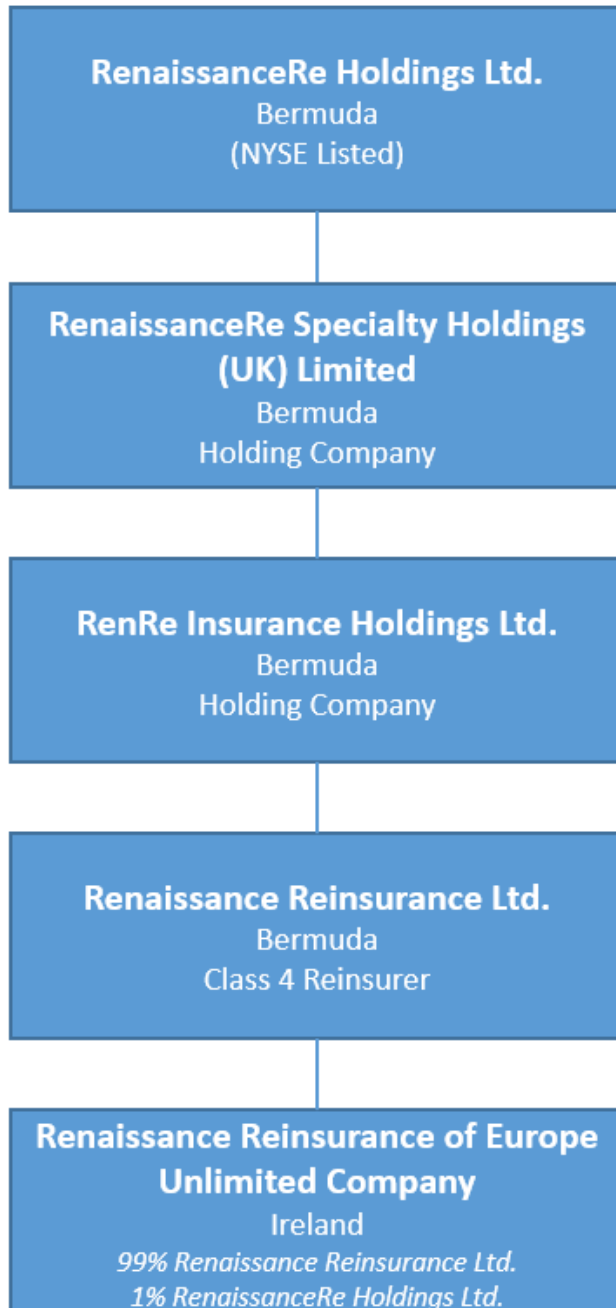 RenaissanceRe Holdings Ltd.
Bermuda
(NYSE Listed)
RenaissanceRe Specialty Holdings
(UK) Limited
Bermuda
Holding Company
RenRe Insurance Holdings Ltd.
Bermuda
Holding Company
Renaissance Reinsurance Ltd.
Bermuda
Class 4 Reinsurer
Renaissance Reinsurance of Europe
Unlimited Company
Ireland
99% Renaissance Reinsurance Ltd.
1% RenaissanceRe Holdings Ltd.